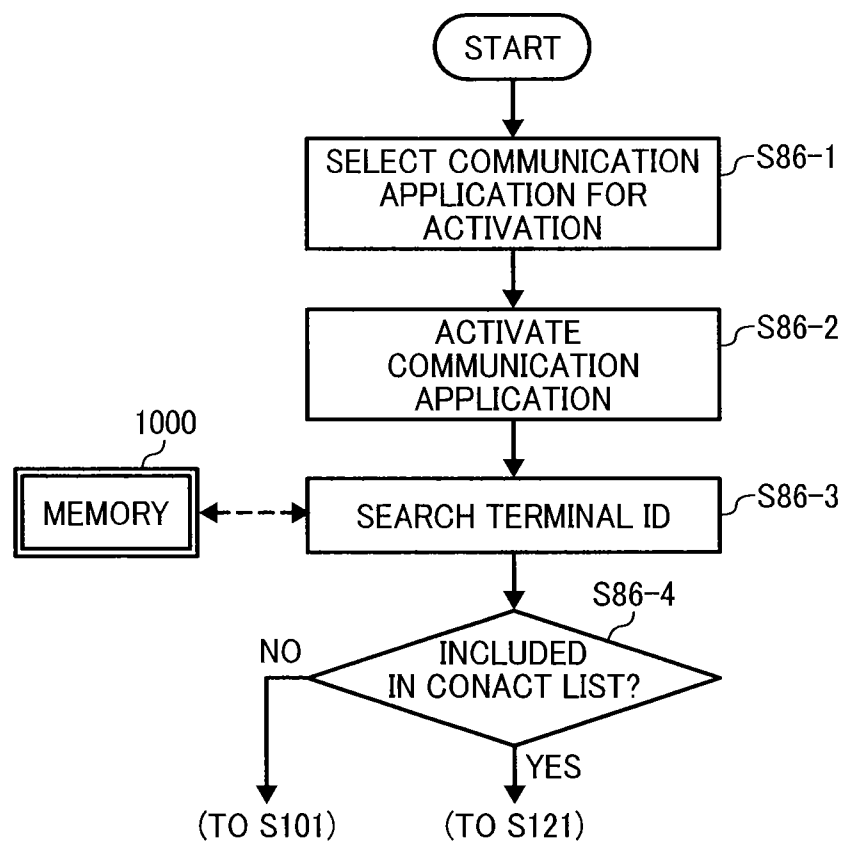 START
SELECT COMMUNICATION
APPLICATION FOR
ACTIVATION
S86-1
ACTIVATE
COMMUNICATION
APPLICATION
S86-2
1000
MEMORY
SEARCH TERMINAL ID
S86-3
S86-4
INCLUDED
IN CONACT LIST?
NO
YES
(TO S101)
(TO S121)